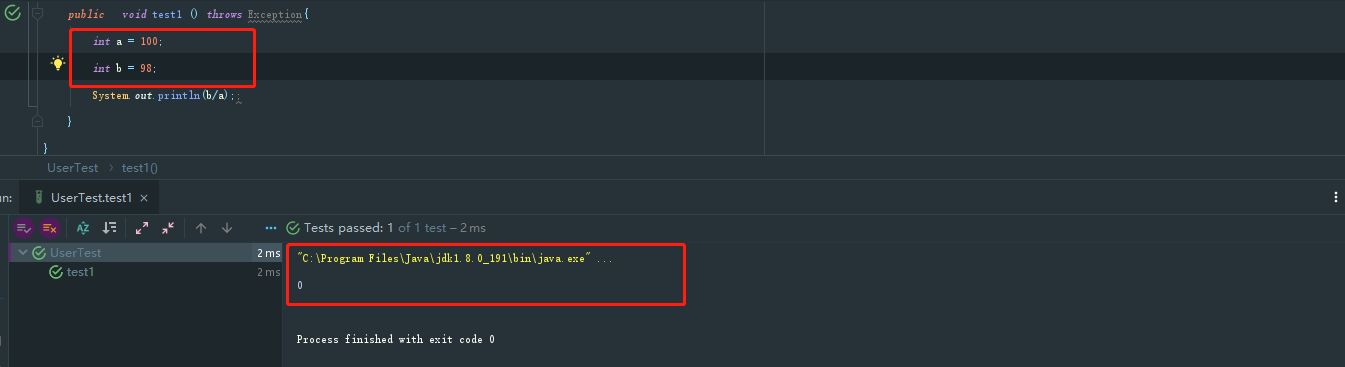 public void test1 () throws Exception{
int a = 100;
int b = 98;
System.out.println(b/a);;
}
}
UserTest › test1()
un: UserTest.test1 ×
Tests passed: 1 of 1 test – 2 ms
UserTest 2 ms
test1 2 ms
"C:\Program Files\Java\jdk1.8.0_191\bin\java.exe" ...
0
Process finished with exit code 0